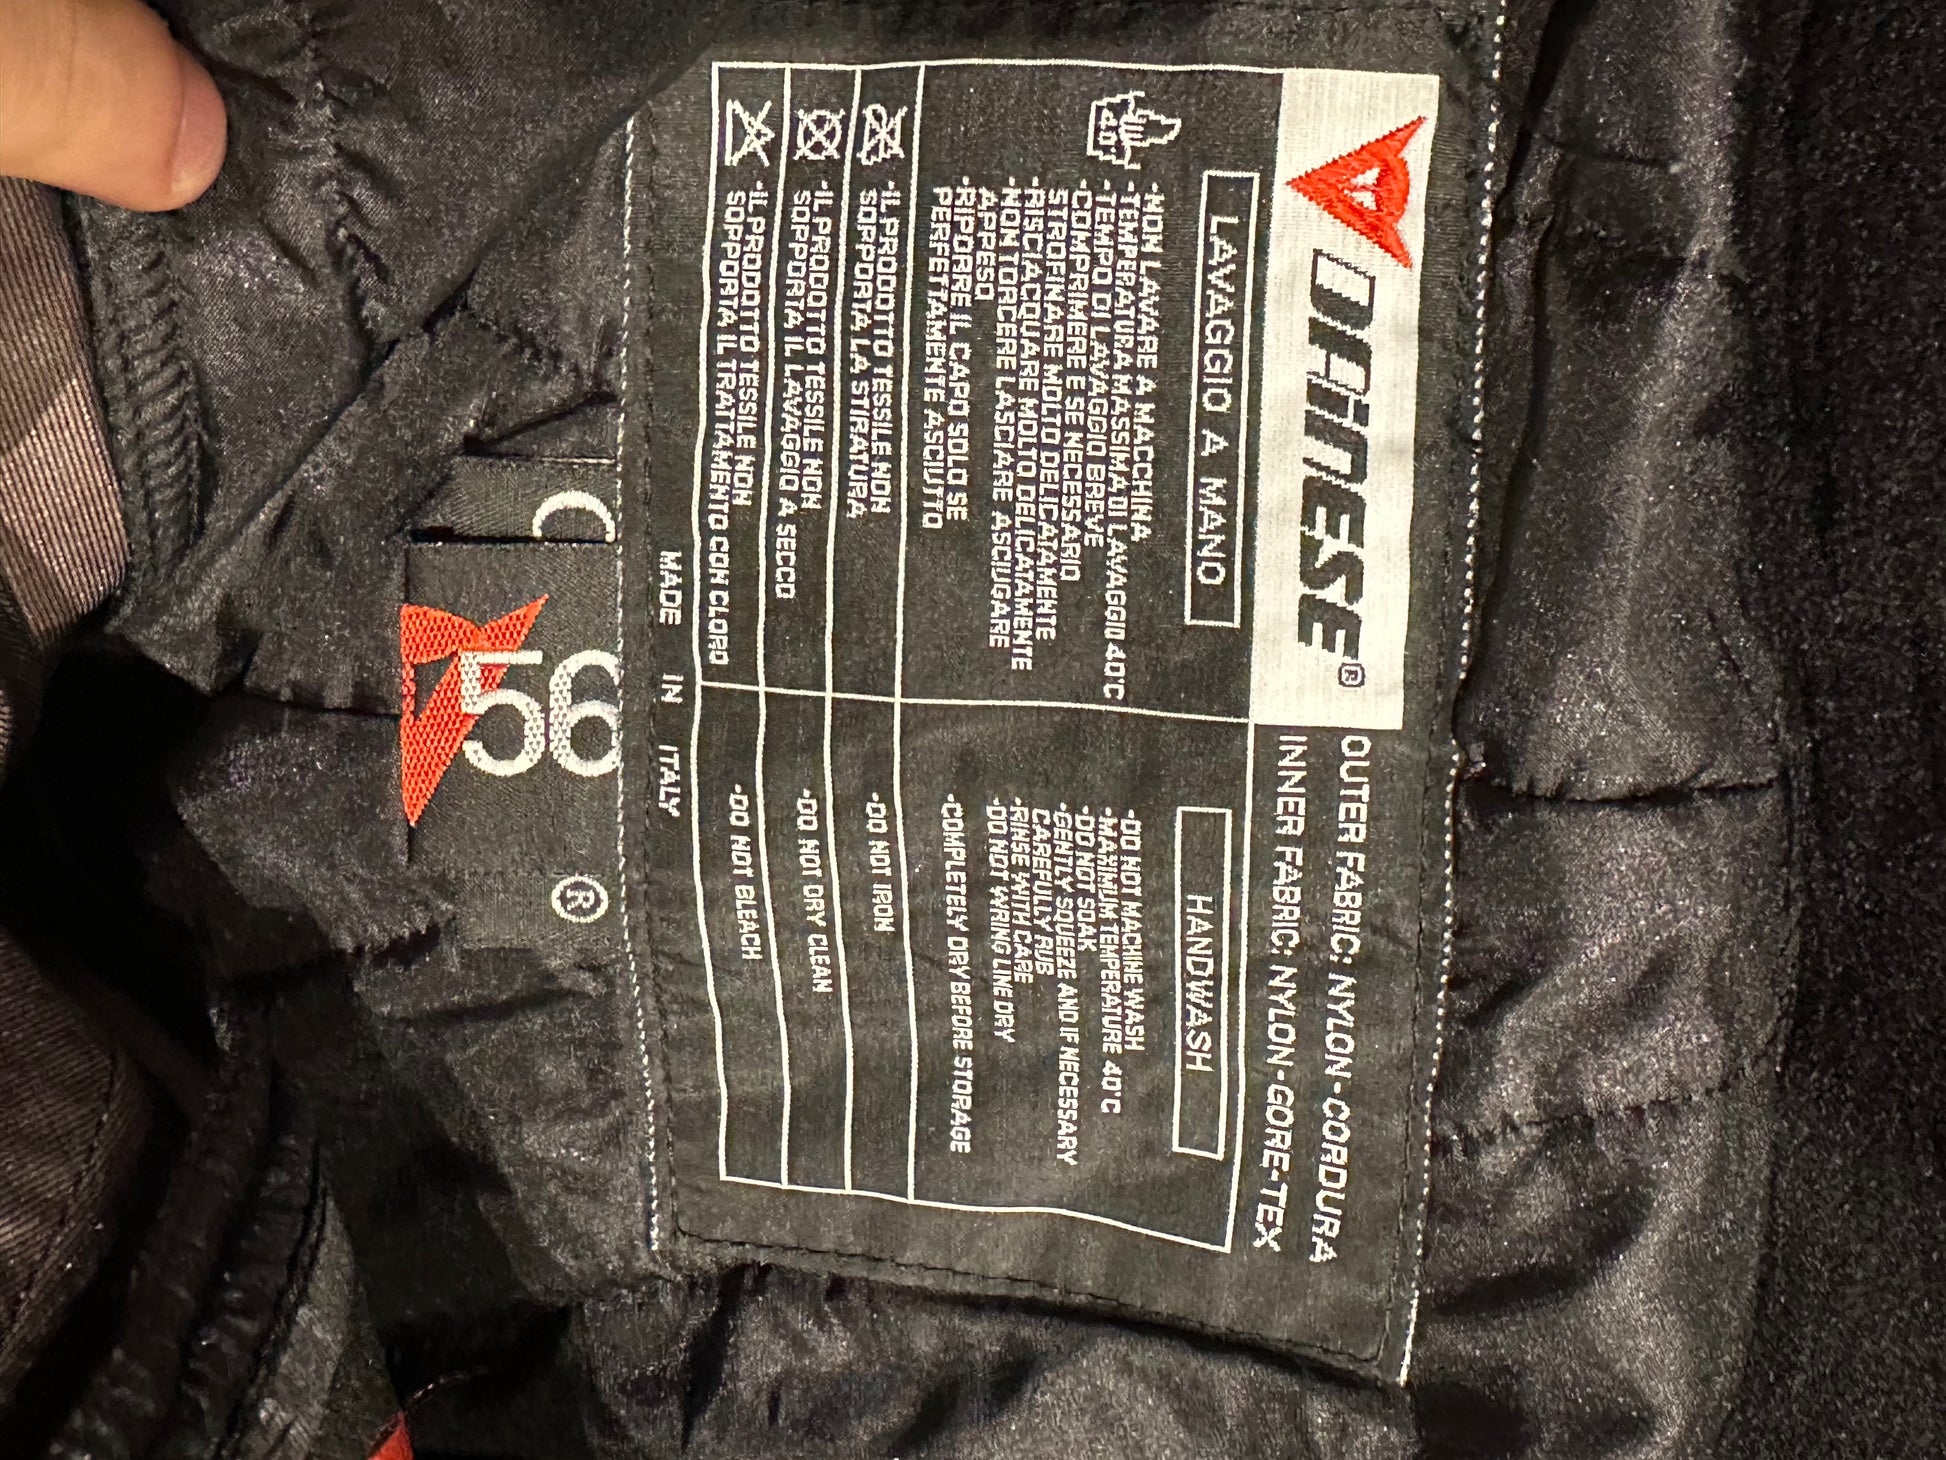 DAINESE®
OUTER FABRIC: NYLON-CORDURA
INNER FABRIC: NYLON-GORE-TEX
LAVAGGIO A MANO
40°
-NON LAVARE A MACCHINA
-TEMPERATURA MASSIMA DI LAVAGGIO 40°C
-TEMPO DI LAVAGGIO BREVE
-COMPRIMERE E SE NECESSARIO
STROFINARE MOLTO DELICATAMENTE
-RISCIACQUARE MOLTO DELICATAMENTE
-NON TORCERE LASCIARE ASCIUGARE
APPESO
-RIPORRE IL CAPO SOLO SE
PERFETTAMENTE ASCIUTTO
-IL PRODOTTO TESSILE NON
SOPPORTA LA STIRATURA
-IL PRODOTTO TESSILE NON
SOPPORTA IL LAVAGGIO A SECCO
-IL PRODOTTO TESSILE NON
SOPPORTA IL TRATTAMENTO CON CLORO
HANDWASH
-DO NOT MACHINE WASH
-MAXIMUM TEMPERATURE 40°C
-DO NOT SOAK
-GENTLY SQUEEZE AND IF NECESSARY
CAREFULLY RUB
-RINSE WITH CARE
-DO NOT WRING LINE DRY
-COMPLETELY DRY BEFORE STORAGE
-DO NOT IRON
-DO NOT DRY CLEAN
-DO NOT BLEACH
MADE IN ITALY
56
®